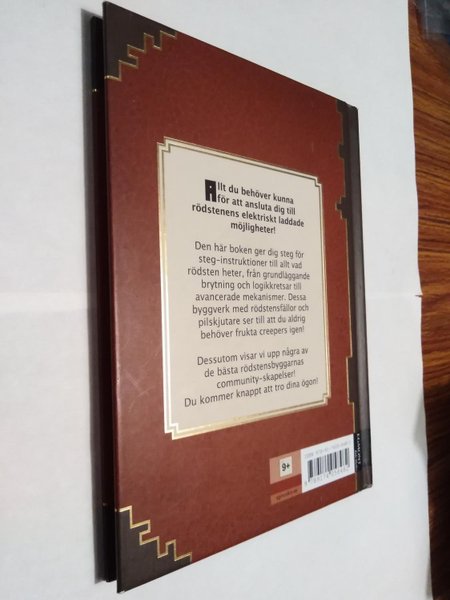 Allt du behöver kunna
för att ansluta dig till
rödstenens elektriskt laddade
möjligheter!
Den här boken ger dig steg för
steg-instruktioner till allt vad
rödsten heter, från grundläggande
brytning och logikkretsar till
avancerade mekanismer. Dessa
byggverk med rödstensfällor och
pilskjutare ser till att du aldrig
behöver frukta creepers igen!
Dessutom visar vi upp några av
de bästa rödstensbyggarnas
community-skapelser!
Du kommer knappt att tro dina ögon!
9+